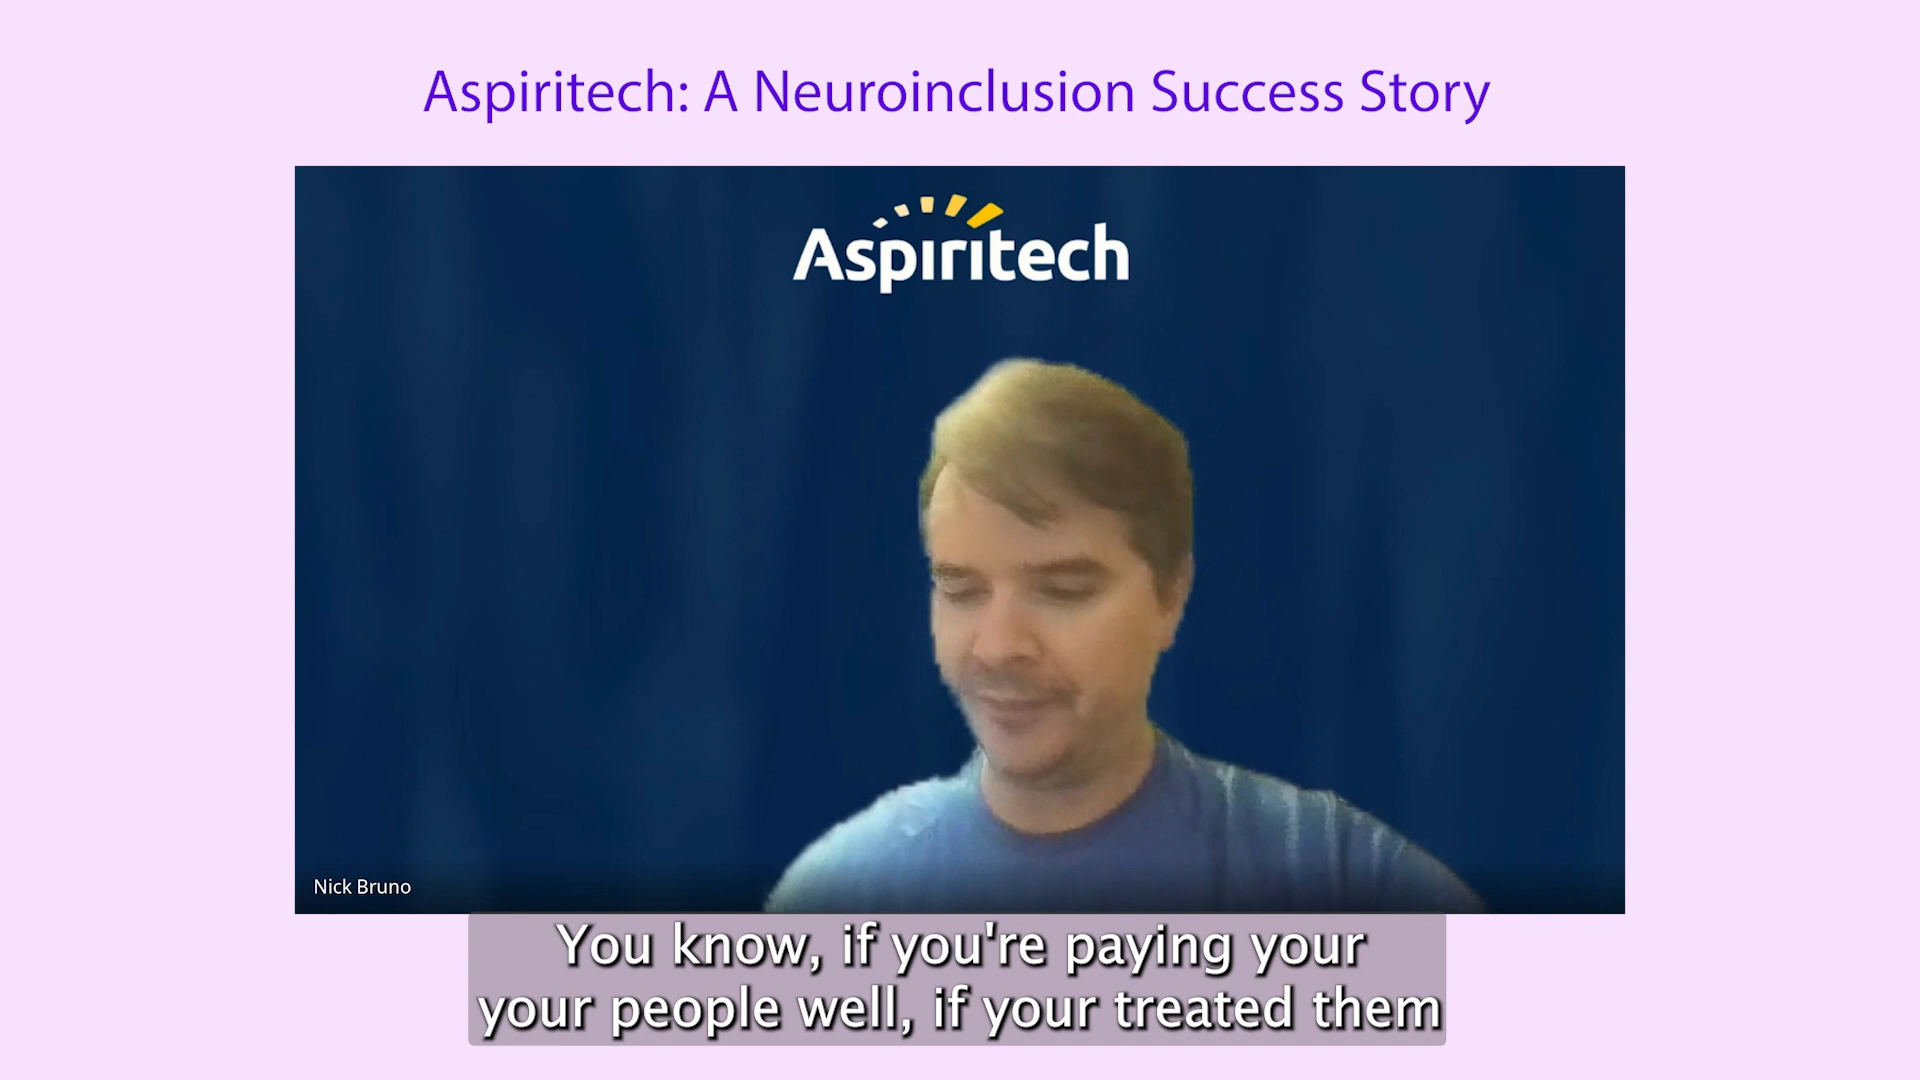 Aspiritech: A Neuroinclusion Success Story
Aspiritech
Nick Bruno
You know, if you're paying your
your people well, if your treated them